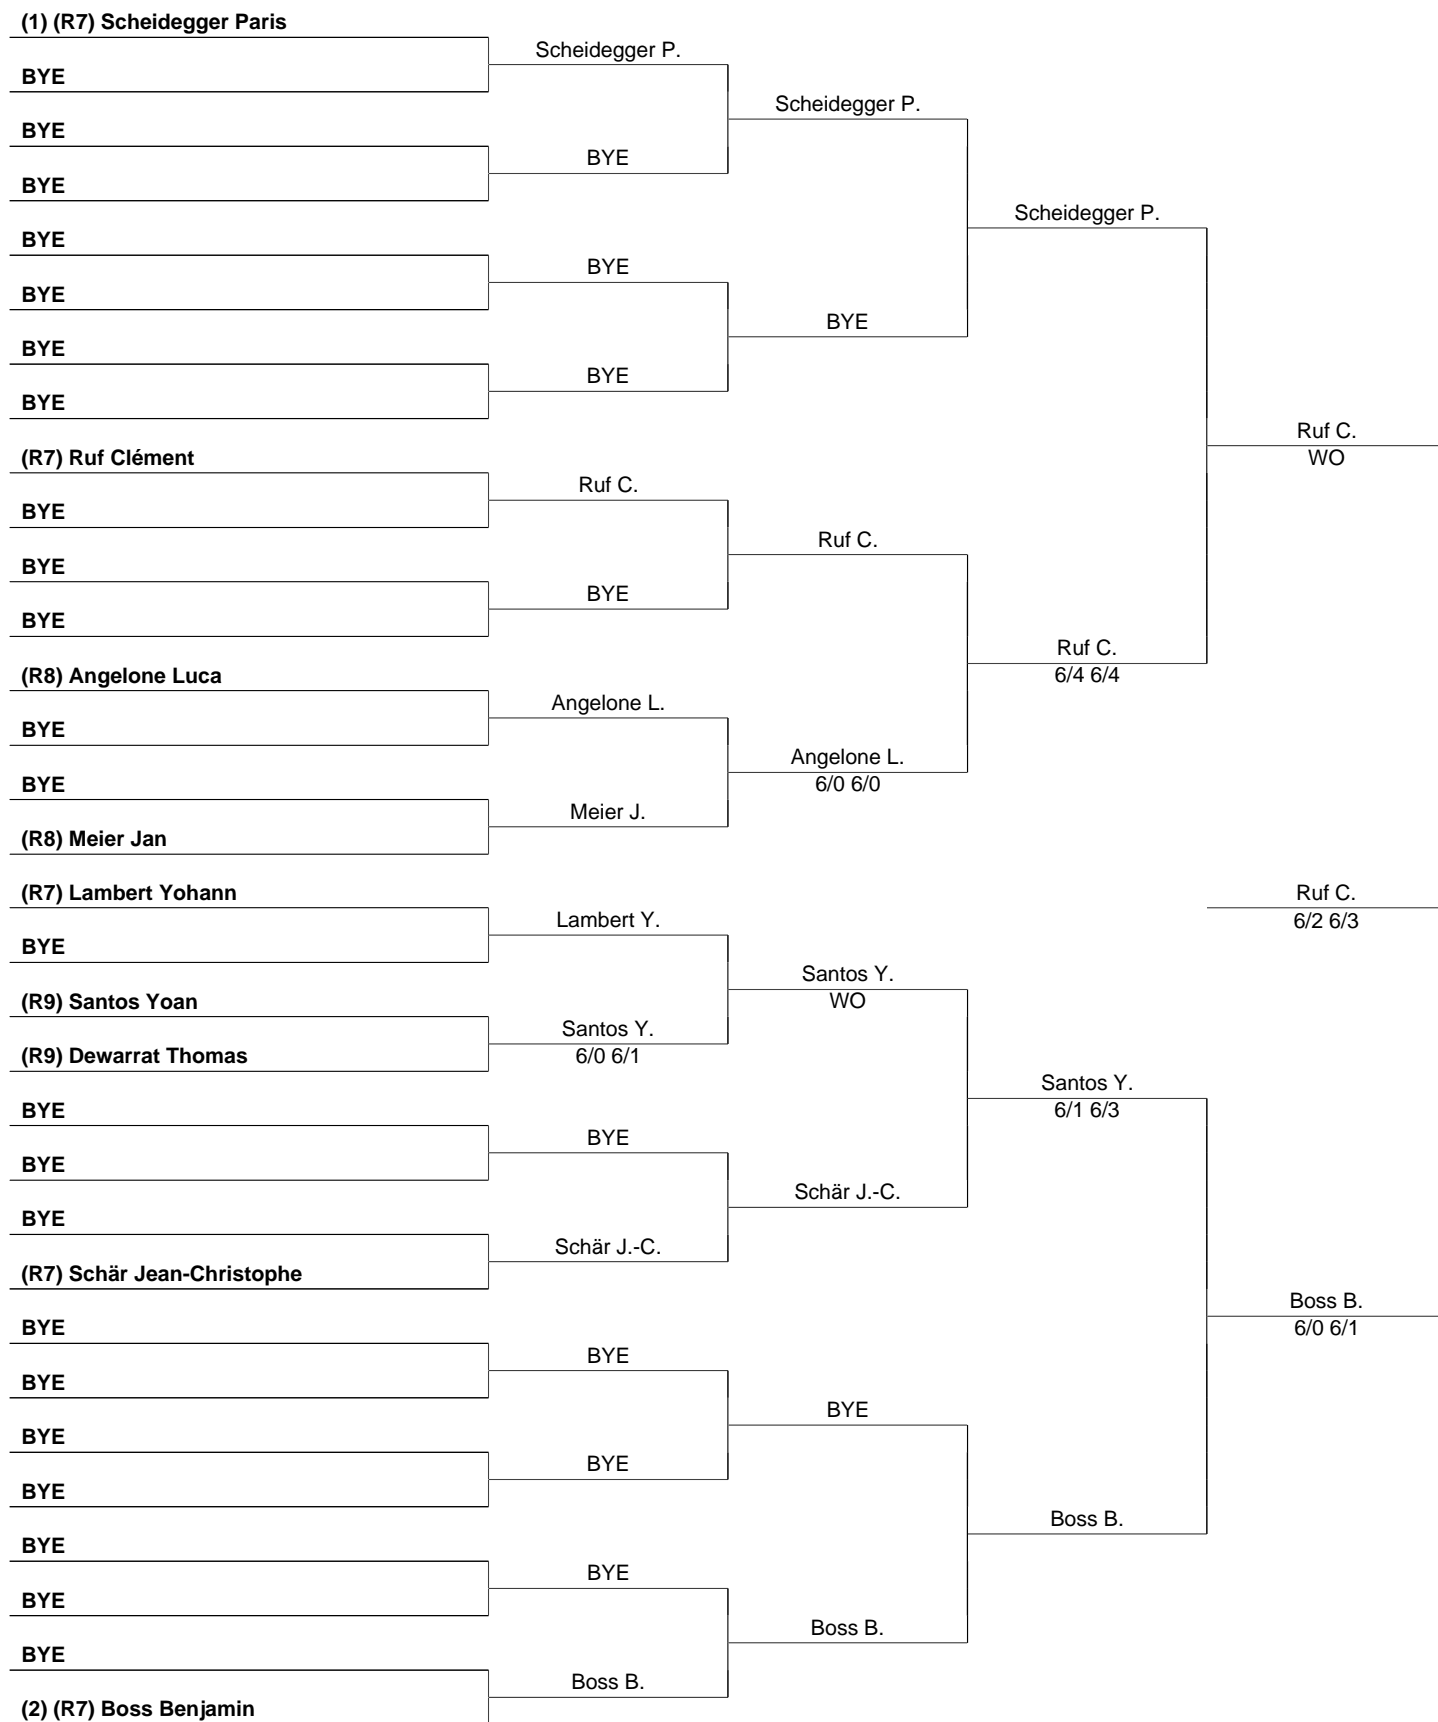 (1) (R7) Scheidegger Paris
Scheidegger P.
BYE
Scheidegger P.
BYE
BYE
BYE
Scheidegger P.
BYE
BYE
BYE
BYE
BYE
BYE
BYE
Ruf C.
WO
(R7) Ruf Clément
Ruf C.
BYE
Ruf C.
BYE
BYE
BYE
Ruf C.
6/4 6/4
(R8) Angelone Luca
Angelone L.
BYE
Angelone L.
6/0 6/0
BYE
Meier J.
(R8) Meier Jan
(R7) Lambert Yohann
Ruf C.
6/2 6/3
Lambert Y.
BYE
Santos Y.
WO
(R9) Santos Yoan
Santos Y.
6/0 6/1
(R9) Dewarrat Thomas
Santos Y.
6/1 6/3
BYE
BYE
BYE
Schär J.-C.
BYE
Schär J.-C.
(R7) Schär Jean-Christophe
Boss B.
6/0 6/1
BYE
BYE
BYE
BYE
BYE
BYE
BYE
Boss B.
BYE
BYE
BYE
Boss B.
BYE
Boss B.
(2) (R7) Boss Benjamin